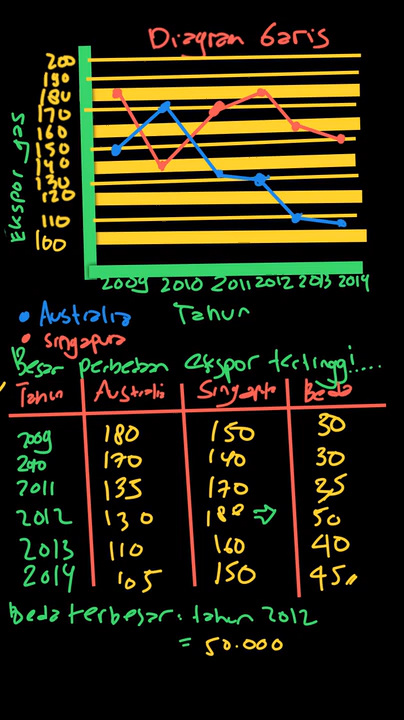 Diagran Garis
200
190
180
170
160
150
140
130
120
110
100
Ekspor gas
2009 2010 2011 2012 2013 2014
Tahun
Australia
Singapura
Besar perbedaan ekspor tertinggi....
Tahun Australia Singapura Beda
2009 180 150 30
2010 170 140 30
2011 135 170 35
2012 130 180 ⇒ 50
2013 110 160 40
2014 105 150 45
Beda terbesar: tahun 2012
= 50.000